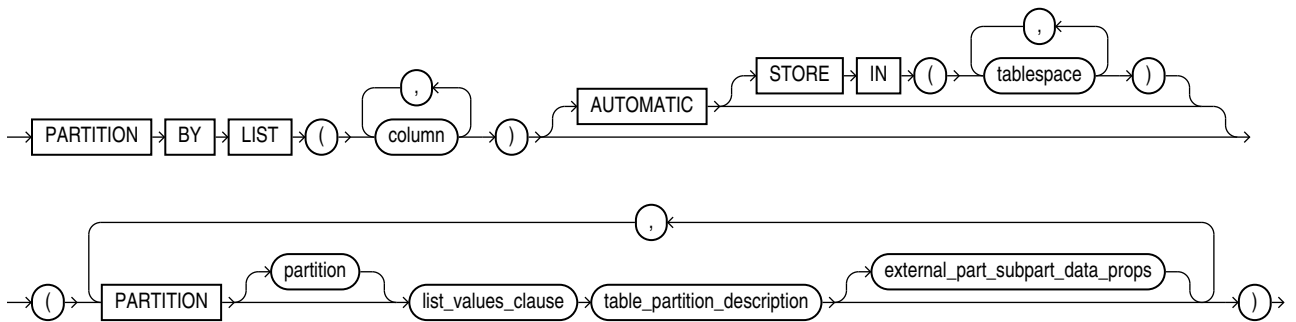 ,
STORE IN ( tablespace )
,
AUTOMATIC
PARTITION BY LIST ( column )
,
partition
external_part_subpart_data_props
( PARTITION list_values_clause table_partition_description )